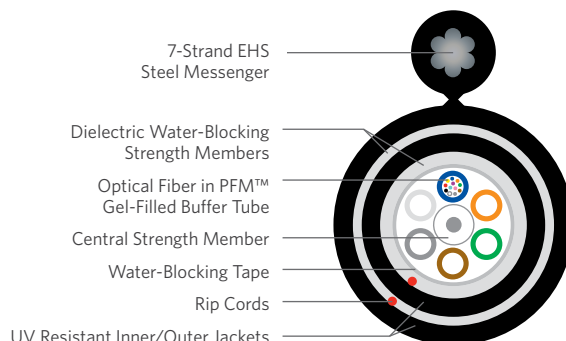 7-Strand EHS
Steel Messenger
Dielectric Water-Blocking
Strength Members
Optical Fiber in PFM™
Gel-Filled Buffer Tube
Central Strength Member
Water-Blocking Tape
Rip Cords
UV Resistant Inner/Outer Jackets